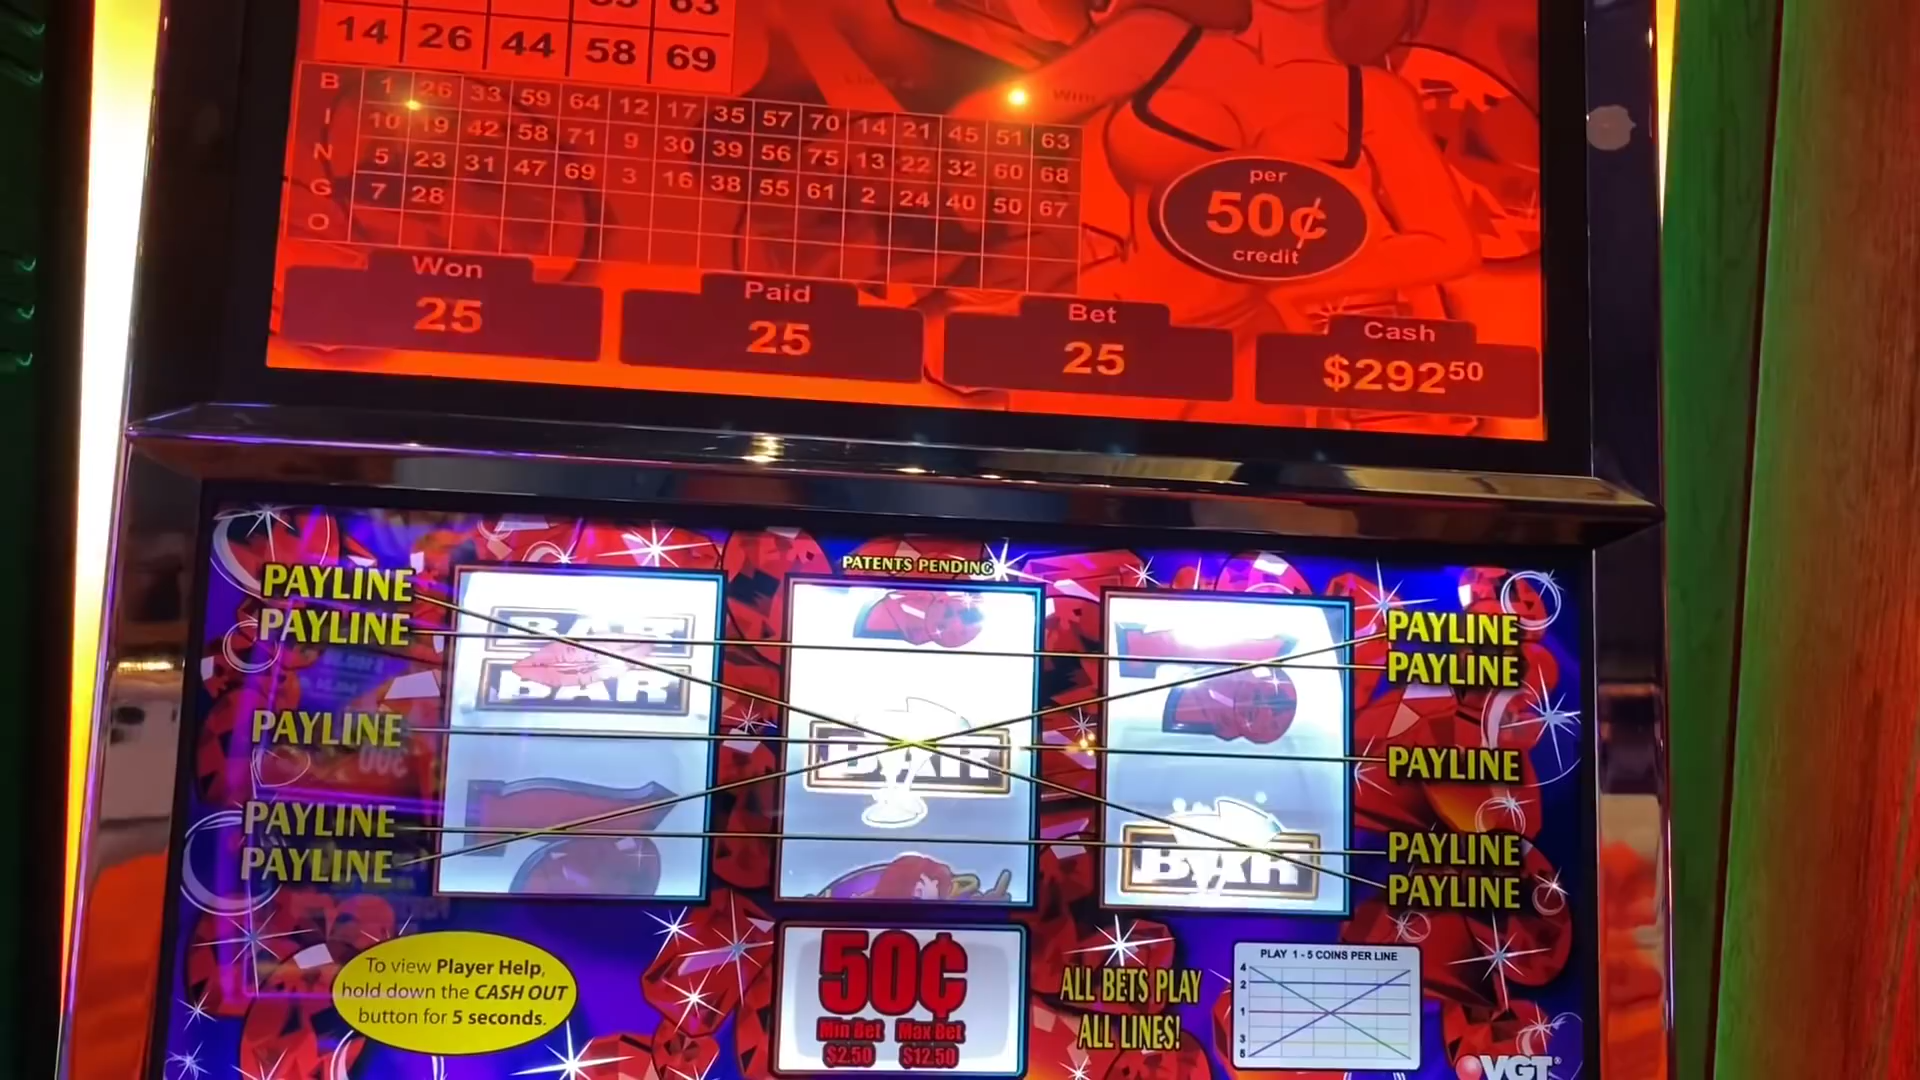 63
14 26 44 58 69
B 1 26 33 59 64 12 17 35 57 70 14 21 45 51 63
I 10 19 42 58 71 9 30 39 56 75 13 22 32 60 68
N 5 23 31 47 69 3 16 38 55 61 2 24 40 50 67
G 7 28
O
per
50¢
credit
Won
25
Paid
25
Bet
25
Cash
$292 50
PATENTS PENDING
PAYLINE
PAYLINE
PAYLINE
PAYLINE
PAYLINE
BAR
BAR
BAR
BAR
PAYLINE
PAYLINE
PAYLINE
PAYLINE
PAYLINE
To view Player Help,
hold down the CASH OUT
button for 5 seconds.
50¢
Min Bet Max Bet
$2.50 $12.50
ALL BETS PLAY
ALL LINES!
PLAY 1 - 5 COINS PER LINE
4
2
1
3
5
VGT